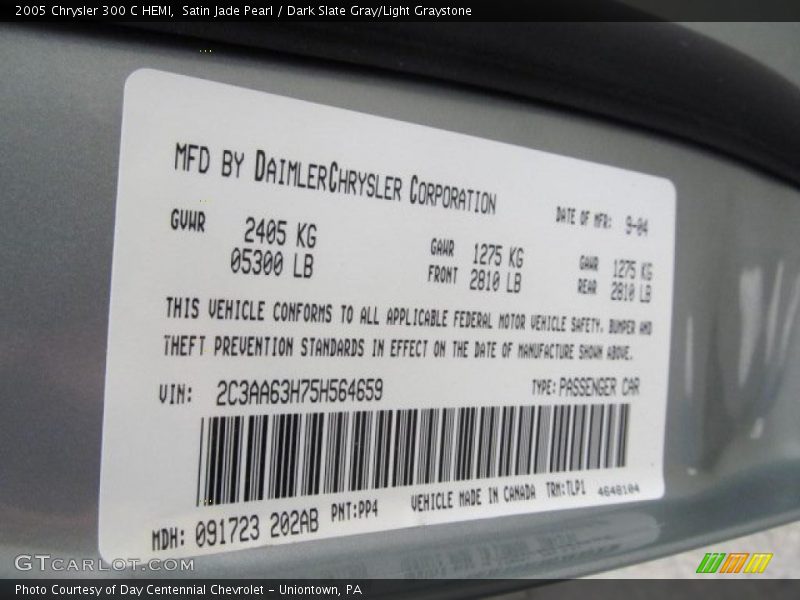 2005 Chrysler 300 C HEMI, Satin Jade Pearl / Dark Slate Gray/Light Graystone
MFD BY DAIMLERCHRYSLER CORPORATION
DATE OF MFR: 9-04
GVWR 2405 KG
05300 LB
GAWR FRONT 1275 KG
2810 LB
GAWR REAR 1275 KG
2810 LB
THIS VEHICLE CONFORMS TO ALL APPLICABLE FEDERAL MOTOR VEHICLE SAFETY, BUMPER AND
THEFT PREVENTION STANDARDS IN EFFECT ON THE DATE OF MANUFACTURE SHOWN ABOVE.
VIN: 2C3AA63H75H564659 TYPE: PASSENGER CAR
MDH: 091723 202AB PNT:PP4 VEHICLE MADE IN CANADA TRM:TLP1 4648104
GTCARLOT.COM
Photo Courtesy of Day Centennial Chevrolet - Uniontown, PA